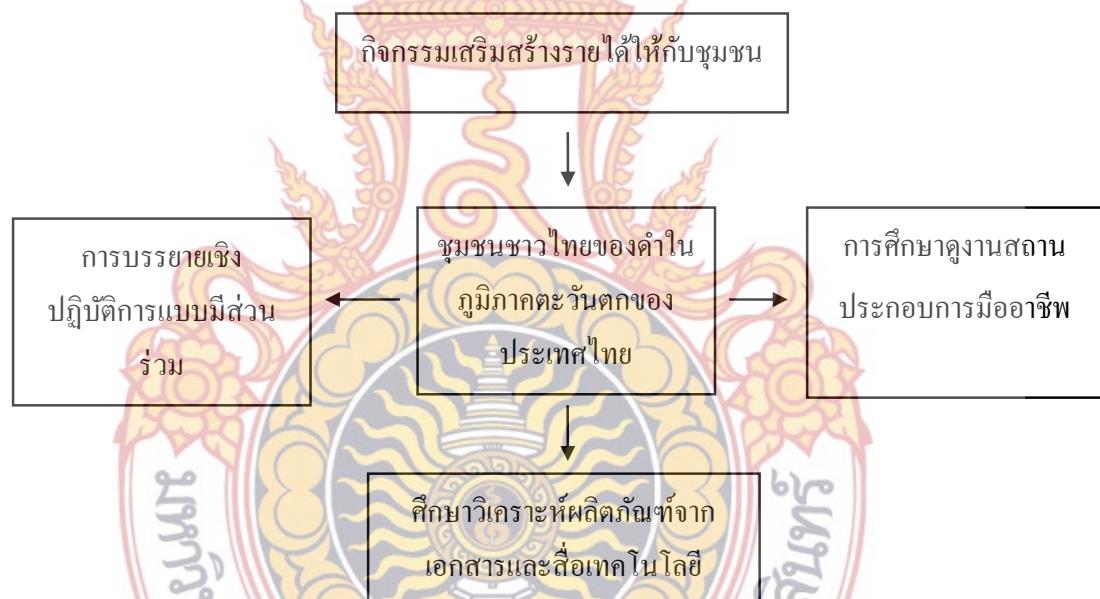 กิจกรรมเสริมสร้างรายได้ให้กับชุมชน
การบรรยายเชิง
ปฏิบัติการแบบมีส่วน
ร่วม
ชุมชนชาวไทยของดำใน
ภูมิภาคตะวันตกของ
ประเทศไทย
การศึกษาดูงานสถาน
ประกอบการมืออาชีพ
ศึกษาวิเคราะห์ผลิตภัณฑ์จาก
เอกสารและสื่อเทคโนโลยี